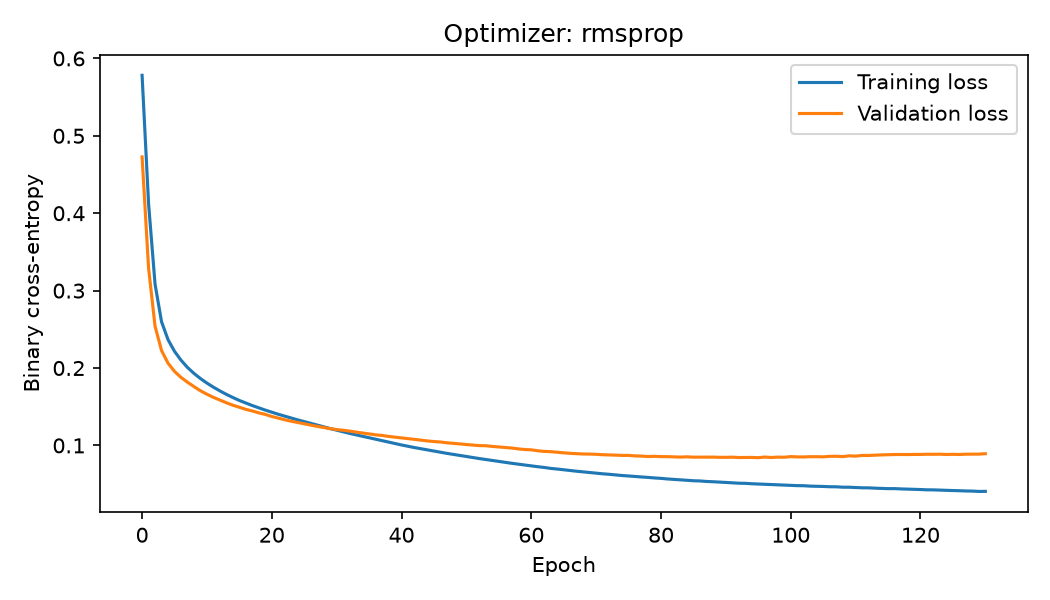 Optimizer: rmsprop
Training loss
Validation loss
Binary cross-entropy
0.6
0.5
0.4
0.3
0.2
0.1
0 20 40 60 80 100 120
Epoch